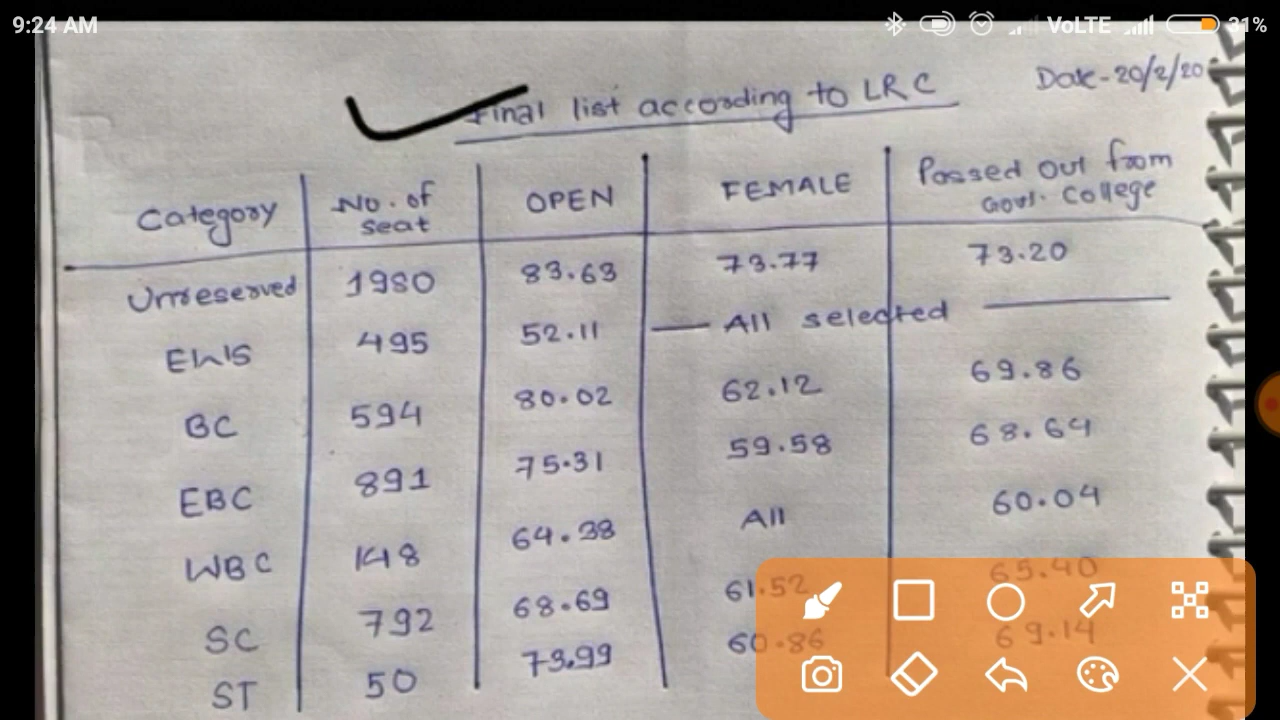 9:24 AM VoLTE 31%
Date-20/2/20
Final list according to LRC
Category No. of seat OPEN FEMALE Passed Out from Govt. College
Unreserved 1980 83.63 73.77 73.20
EWS 495 52.11 — All selected —
BC 594 80.02 62.12 69.86
EBC 891 75.31 59.58 68.64
WBC 148 64.38 All 60.04
SC 792 68.69 61.52 65.40
ST 50 73.99 60.86 69.14